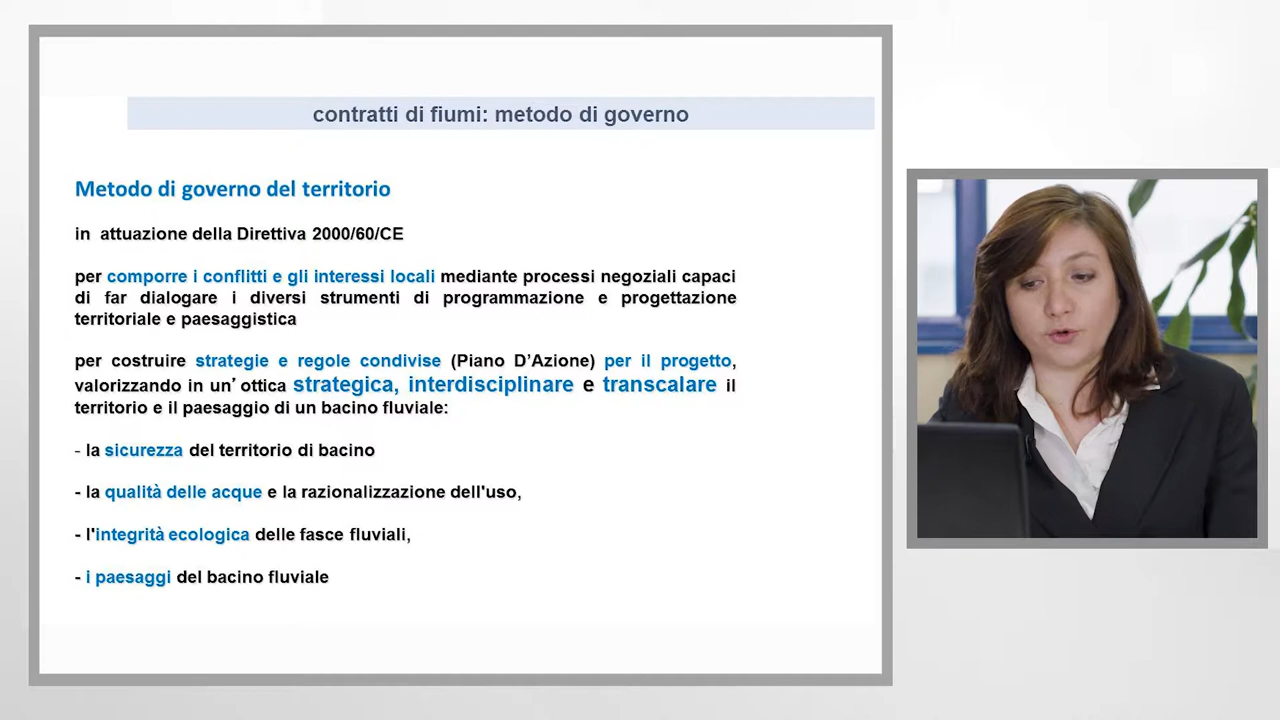 contratti di fiumi: metodo di governo
Metodo di governo del territorio
in attuazione della Direttiva 2000/60/CE
per comporre i conflitti e gli interessi locali mediante processi negoziali capaci
di far dialogare i diversi strumenti di programmazione e progettazione
territoriale e paesaggistica
per costruire strategie e regole condivise (Piano D’Azione) per il progetto,
valorizzando in un’ ottica strategica, interdisciplinare e transcalare il
territorio e il paesaggio di un bacino fluviale:
- la sicurezza del territorio di bacino
- la qualità delle acque e la razionalizzazione dell'uso,
- l'integrità ecologica delle fasce fluviali,
- i paesaggi del bacino fluviale